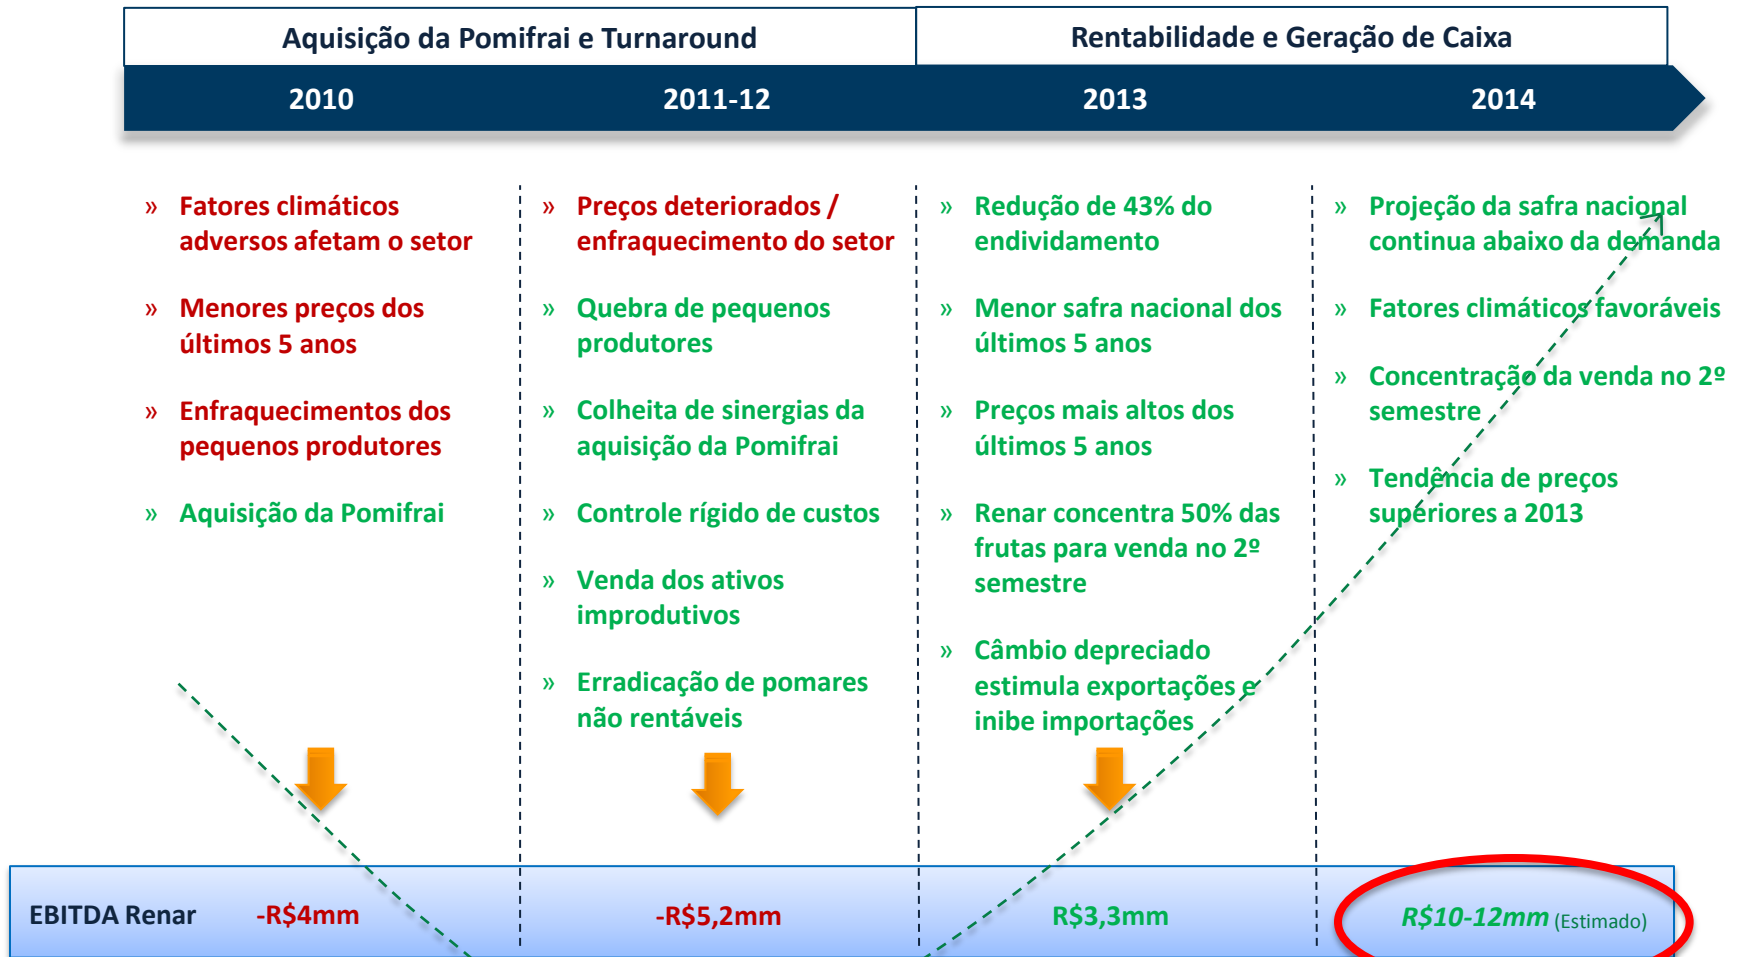 Aquisição da Pomifrai e Turnaround
Rentabilidade e Geração de Caixa
2010
2011-12
2013
2014
» Fatores climáticos
adversos afetam o setor
» Menores preços dos
últimos 5 anos
» Enfraquecimentos dos
pequenos produtores
» Aquisição da Pomifrai
» Preços deteriorados /
enfraquecimento do setor
» Quebra de pequenos
produtores
» Colheita de sinergias da
aquisição da Pomifrai
» Controle rígido de custos
» Venda dos ativos
improdutivos
» Erradicação de pomares
não rentáveis
» Redução de 43% do
endividamento
» Menor safra nacional dos
últimos 5 anos
» Preços mais altos dos
últimos 5 anos
» Renar concentra 50% das
frutas para venda no 2º
semestre
» Câmbio depreciado
estimula exportações e
inibe importações
» Projeção da safra nacional
continua abaixo da demanda
» Fatores climáticos favoráveis
» Concentração da venda no 2º
semestre
» Tendência de preços
superiores a 2013
EBITDA Renar
-R$4mm
-R$5,2mm
R$3,3mm
R$10-12mm (Estimado)